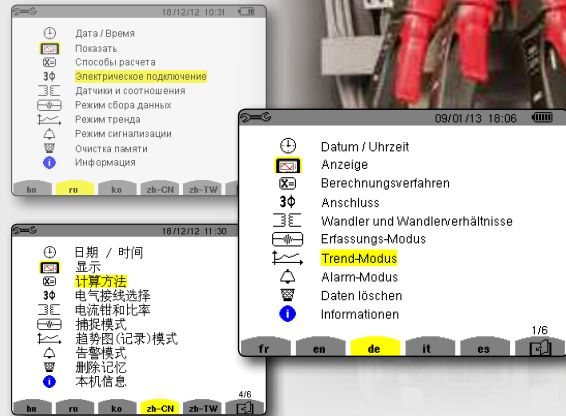 18/12/12 10:31
Дата / Время
Показать
Способы расчета
3ф Электрическое подключение
Датчики и соотношения
Режим сбора данных
Режим тренда
Режим сигнализации
Очистка памяти
Информация
hu ru ko zh-CN zh-TW
09/01/13 18:06
Datum / Uhrzeit
Anzeige
Berechnungsverfahren
3ф Anschluss
Wandler und Wandlerverhältnisse
Erfassungs-Modus
Trend-Modus
Alarm-Modus
Daten löschen
Informationen
1/6
fr en de it es
18/12/12 11:30
日期 / 时间
显示
计算方法
3ф 电气接线选择
电流钳和比率
捕捉模式
趋势图(记录)模式
告警模式
删除记忆
本机信息
4/6
hu ru ko zh-CN zh-TW